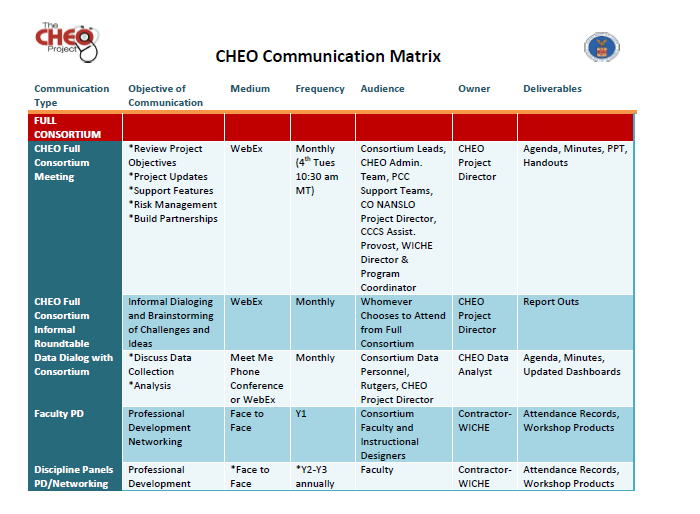 The
CHEO
Project
CHEO Communication Matrix
Communication Type | Objective of Communication | Medium | Frequency | Audience | Owner | Deliverables
FULL CONSORTIUM
CHEO Full Consortium Meeting | *Review Project Objectives *Project Updates *Support Features *Risk Management *Build Partnerships | WebEx | Monthly (4th Tues 10:30 am MT) | Consortium Leads, CHEO Admin. Team, PCC Support Teams, CO NANSLO Project Director, CCCS Assist. Provost, WICHE Director & Program Coordinator | CHEO Project Director | Agenda, Minutes, PPT, Handouts
CHEO Full Consortium Informal Roundtable | Informal Dialoging and Brainstorming of Challenges and Ideas | WebEx | Monthly | Whomever Chooses to Attend from Full Consortium | CHEO Project Director | Report Outs
Data Dialog with Consortium | *Discuss Data Collection *Analysis | Meet Me Phone Conference or WebEx | Monthly | Consortium Data Personnel, Rutgers, CHEO Project Director | CHEO Data Analyst | Agenda, Minutes, Updated Dashboards
Faculty PD | Professional Development Networking | Face to Face | Y1 | Consortium Faculty and Instructional Designers | Contractor-WICHE | Attendance Records, Workshop Products
Discipline Panels PD/Networking | Professional Development | *Face to Face | *Y2-Y3 annually | Faculty | Contractor-WICHE | Attendance Records, Workshop Products